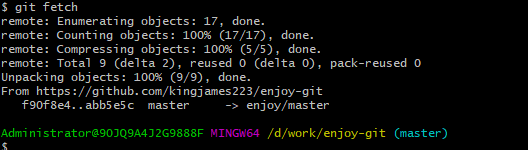 $ git fetch
remote: Enumerating objects: 17, done.
remote: Counting objects: 100% (17/17), done.
remote: Compressing objects: 100% (5/5), done.
remote: Total 9 (delta 2), reused 0 (delta 0), pack-reused 0
Unpacking objects: 100% (9/9), done.
From https://github.com/kingjames223/enjoy-git
   f90f8e4..abb5e5c  master     -> enjoy/master
Administrator@9OJQ9A4J2G9888F MINGW64 /d/work/enjoy-git (master)
$